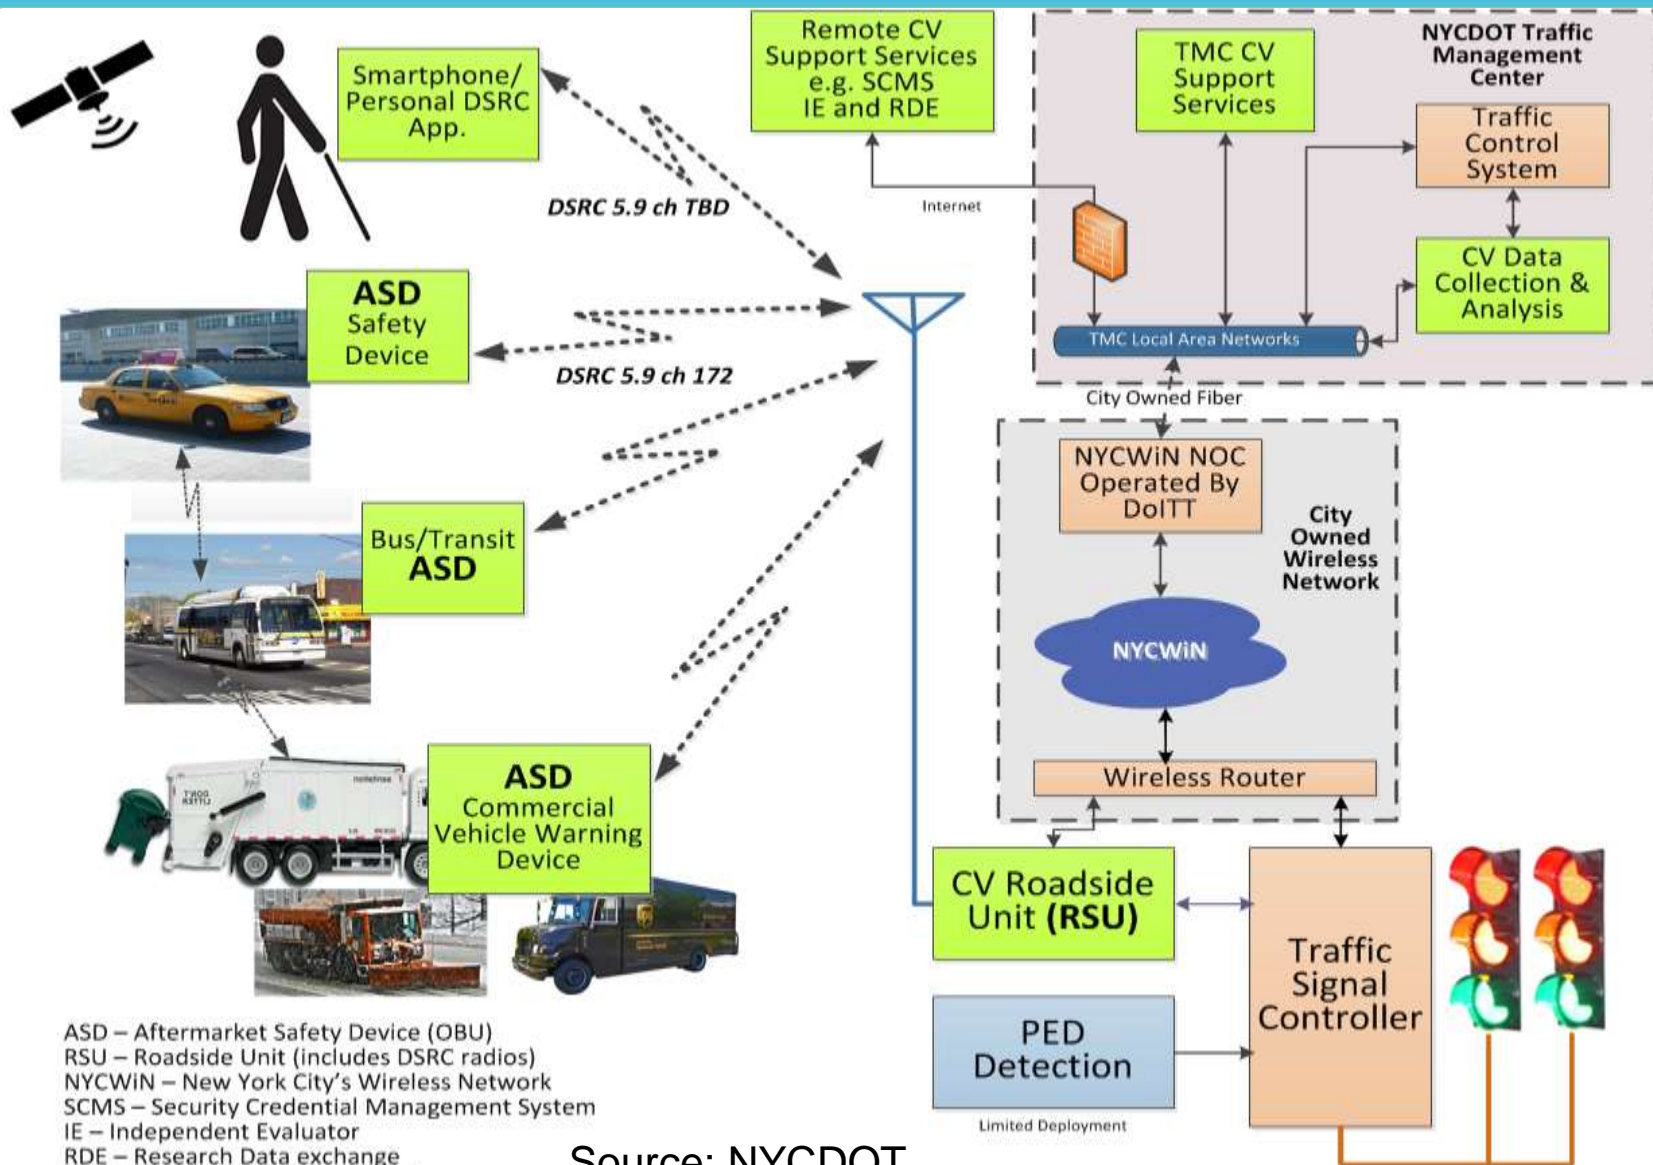 Smartphone/
Personal DSRC
App.
Remote CV
Support Services
e.g. SCMS
IE and RDE
TMC CV
Support
Services
NYCDOT Traffic
Management
Center
Traffic
Control
System
DSRC 5.9 ch TBD
Internet
CV Data
Collection &
Analysis
ASD
Safety
Device
TMC Local Area Networks
DSRC 5.9 ch 172
City Owned Fiber
NYCWiN NOC
Operated By
DoITT
City
Owned
Wireless
Network
Bus/Transit
ASD
NYCWiN
ASD
Commercial
Vehicle Warning
Device
Wireless Router
DON'T
LITTER
ups
CV Roadside
Unit (RSU)
Traffic
Signal
Controller
PED
Detection
Limited Deployment
ASD – Aftermarket Safety Device (OBU)
RSU – Roadside Unit (includes DSRC radios)
NYCWiN – New York City's Wireless Network
SCMS – Security Credential Management System
IE – Independent Evaluator
RDE – Research Data exchange
Source: NYCDOT